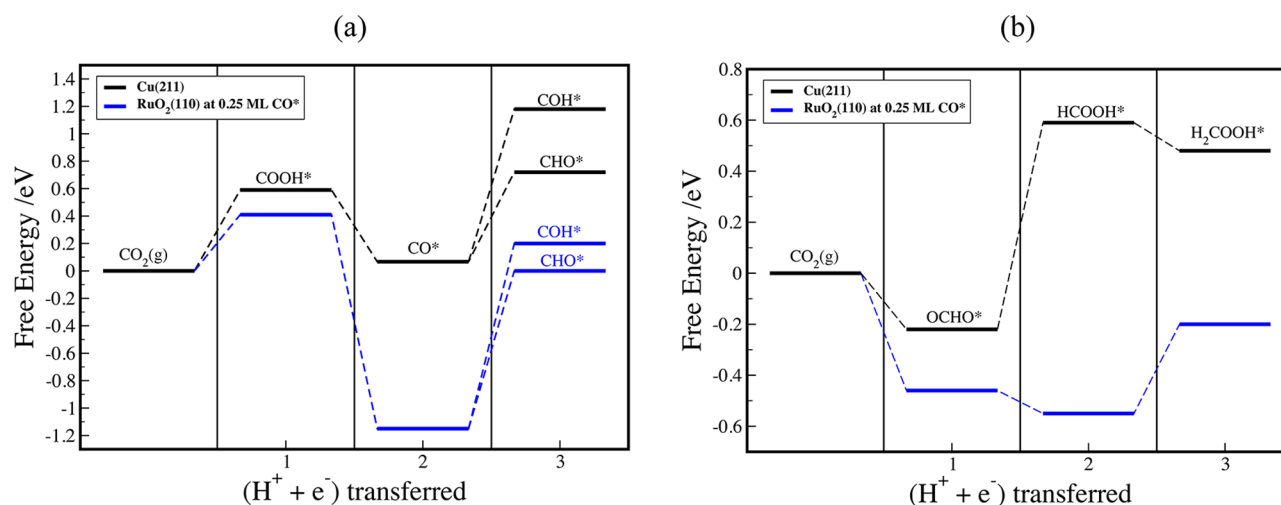 (a)
Cu(211)
RuO₂(110) at 0.25 ML CO*
Free Energy /eV
1.4
1.2
1
0.8
0.6
0.4
0.2
0
-0.2
-0.4
-0.6
-0.8
-1
-1.2
CO₂(g)
COOH*
CO*
COH*
CHO*
COH*
CHO*
1
2
3
(H⁺ + e⁻) transferred
(b)
Cu(211)
RuO₂(110) at 0.25 ML CO*
Free Energy /eV
0.8
0.6
0.4
0.2
0
-0.2
-0.4
-0.6
CO₂(g)
OCHO*
HCOOH*
H₂COOH*
1
2
3
(H⁺ + e⁻) transferred